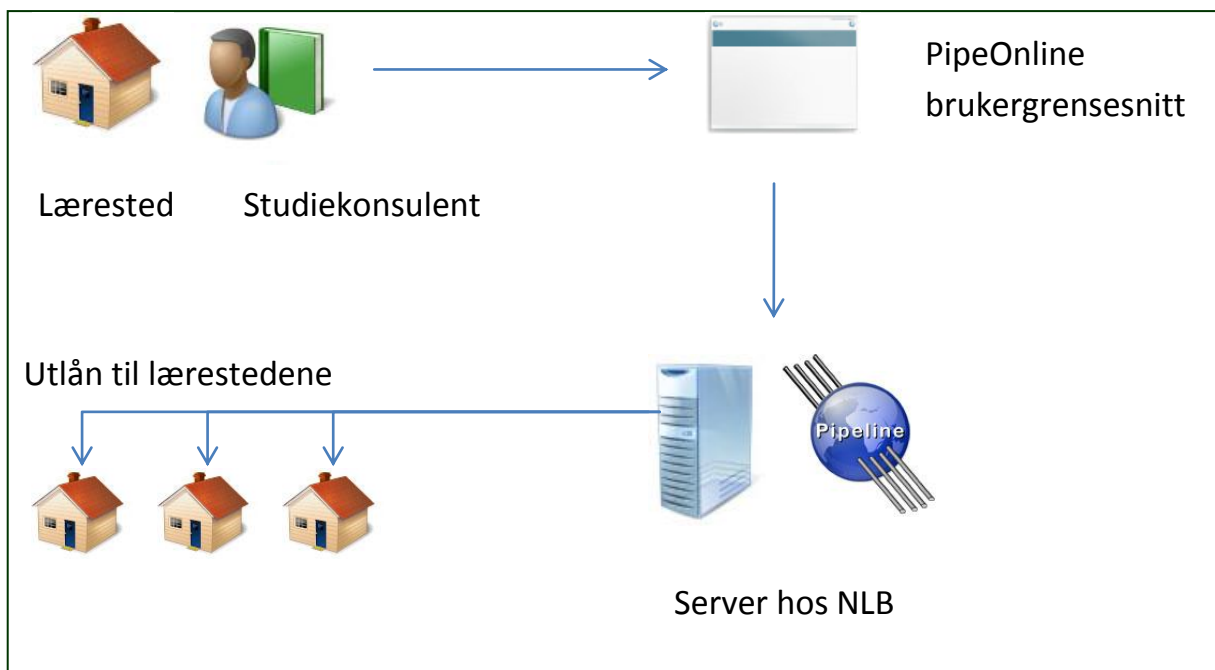 PipeOnline
brukergrensesnitt
Lærested
Studiekonsulent
Utlån til lærestedene
Pipeline
Server hos NLB